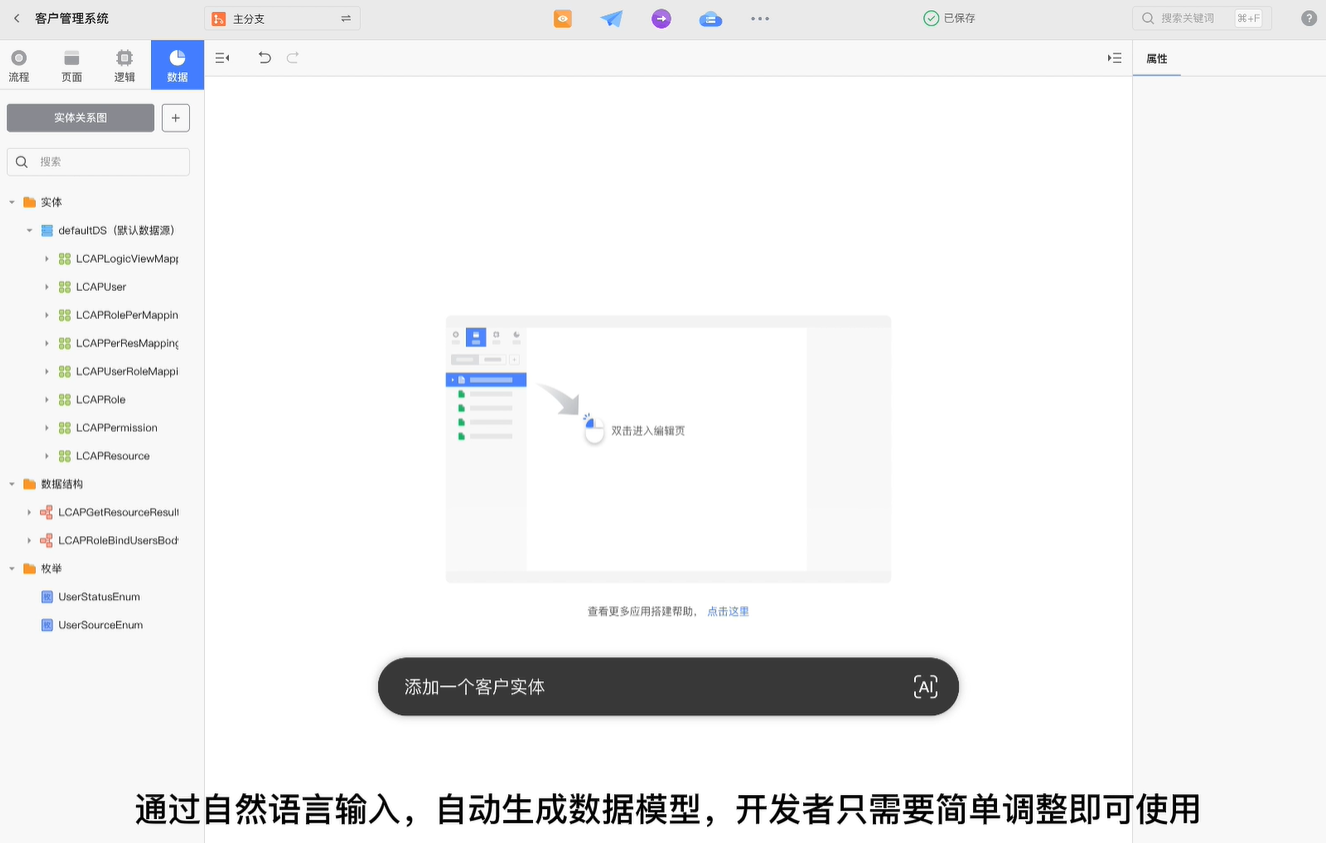 客户管理系统
主分支
已保存
搜索关键词
⌘+F
?
流程
页面
逻辑
数据
属性
实体关系图
+
搜索
实体
defaultDS（默认数据源）
LCAPLogicViewMapp
LCAPUser
LCAPRolePerMappin
LCAPPerResMapping
LCAPUserRoleMappi
LCAPRole
LCAPPermission
LCAPResource
数据结构
LCAPGetResourceResult
LCAPRoleBindUsersBody
枚举
UserStatusEnum
UserSourceEnum
双击进入编辑页
查看更多应用搭建帮助， 点击这里
添加一个客户实体
AI
通过自然语言输入，自动生成数据模型，开发者只需要简单调整即可使用